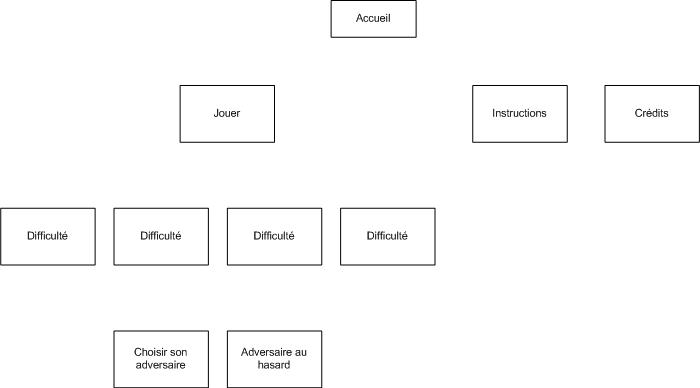 Accueil
Jouer
Instructions
Crédits
Difficulté
Difficulté
Difficulté
Difficulté
Choisir son
adversaire
Adversaire au
hasard